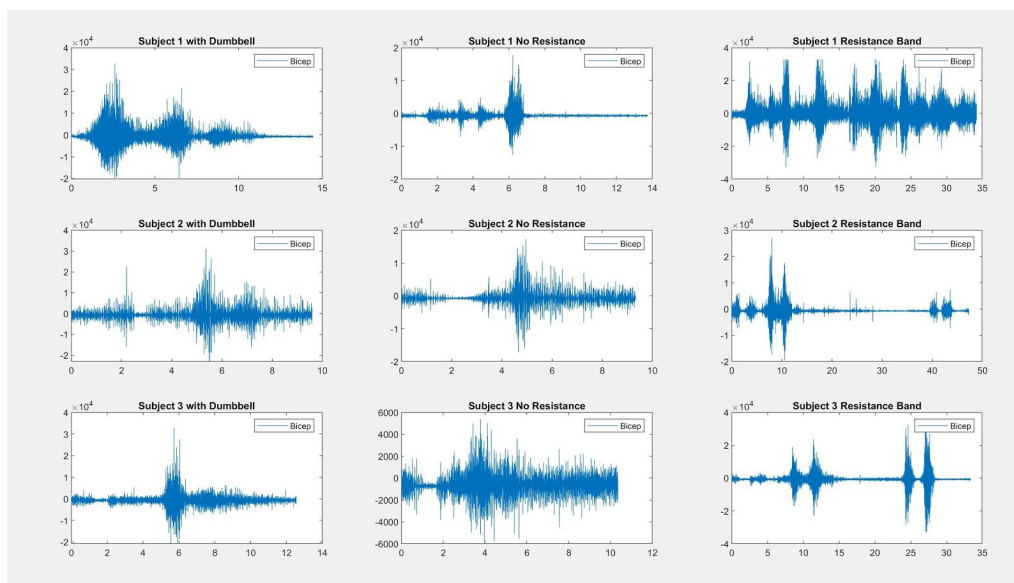 Subject 1 with Dumbbell
×10⁴
Bicep
4
3
2
1
0
-1
-2
0 5 10 15
Subject 1 No Resistance
×10⁴
Bicep
2
1
0
-1
-2
0 2 4 6 8 10 12 14
Subject 1 Resistance Band
×10⁴
Bicep
4
2
0
-2
-4
0 5 10 15 20 25 30 35
Subject 2 with Dumbbell
×10⁴
Bicep
4
3
2
1
0
-1
-2
0 2 4 6 8 10
Subject 2 No Resistance
×10⁴
Bicep
2
1
0
-1
-2
0 2 4 6 8 10
Subject 2 Resistance Band
×10⁴
Bicep
3
2
1
0
-1
-2
0 10 20 30 40 50
Subject 3 with Dumbbell
×10⁴
Bicep
4
3
2
1
0
-1
-2
0 2 4 6 8 10 12 14
Subject 3 No Resistance
Bicep
6000
4000
2000
0
-2000
-4000
-6000
0 2 4 6 8 10 12
Subject 3 Resistance Band
×10⁴
Bicep
4
2
0
-2
-4
0 5 10 15 20 25 30 35